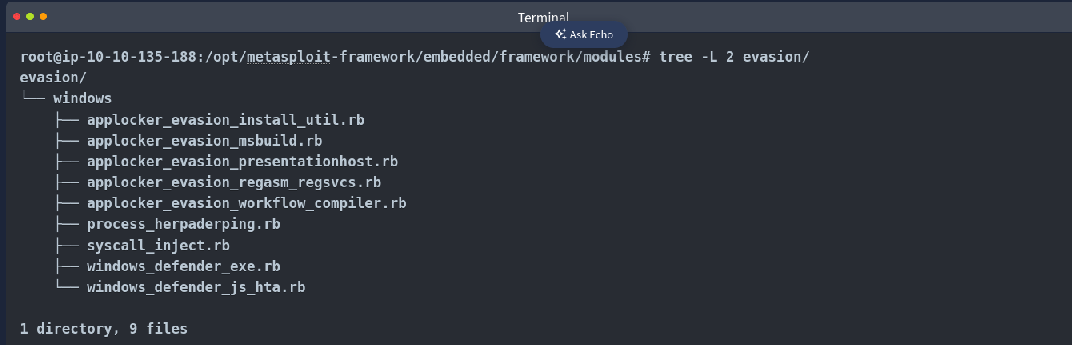 Terminal
Ask Echo
root@ip-10-10-135-188:/opt/metasploit-framework/embedded/framework/modules# tree -L 2 evasion/
evasion/
└── windows
    ├── applocker_evasion_install_util.rb
    ├── applocker_evasion_msbuild.rb
    ├── applocker_evasion_presentationhost.rb
    ├── applocker_evasion_regasm_regsvcs.rb
    ├── applocker_evasion_workflow_compiler.rb
    ├── process_herpaderping.rb
    ├── syscall_inject.rb
    ├── windows_defender_exe.rb
    └── windows_defender_js_hta.rb
1 directory, 9 files